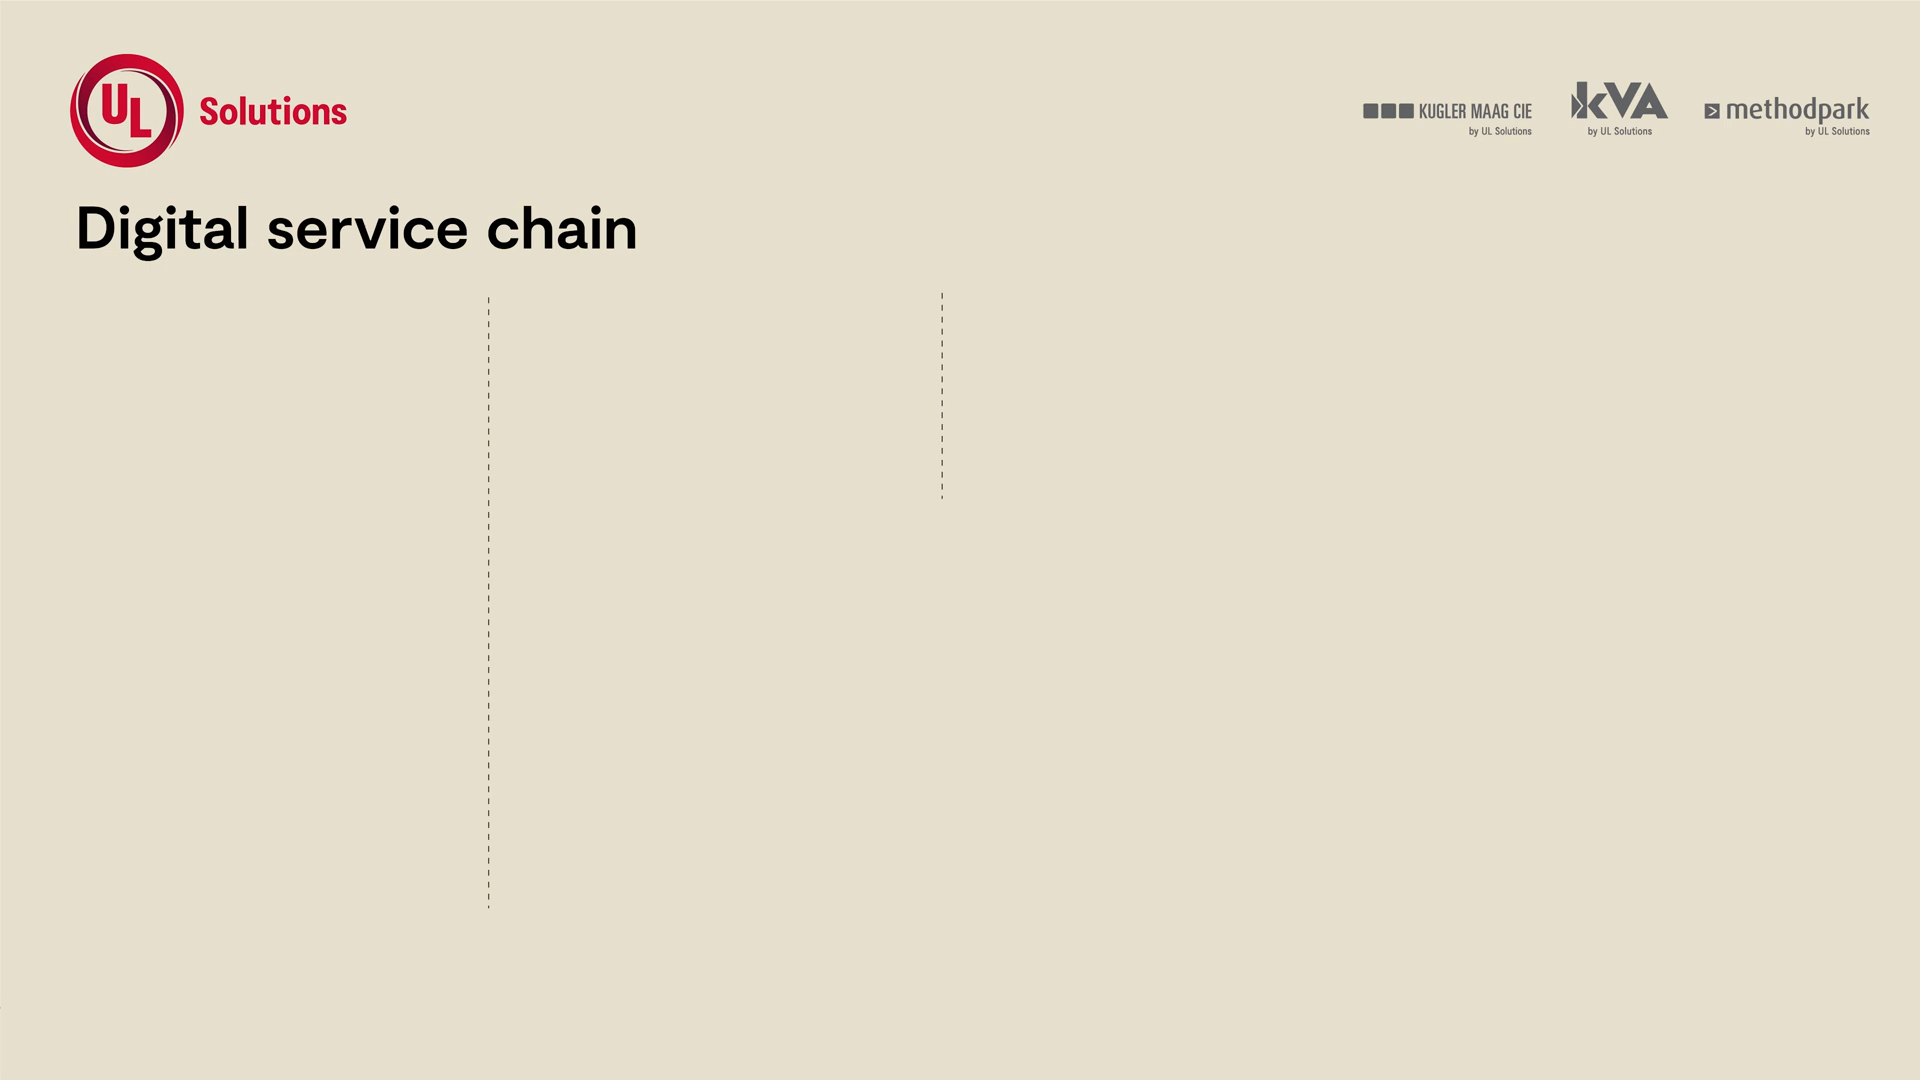 UL Solutions
KUGLER MAAG CIE
by UL Solutions
kVA
by UL Solutions
methodpark
by UL Solutions
Digital service chain